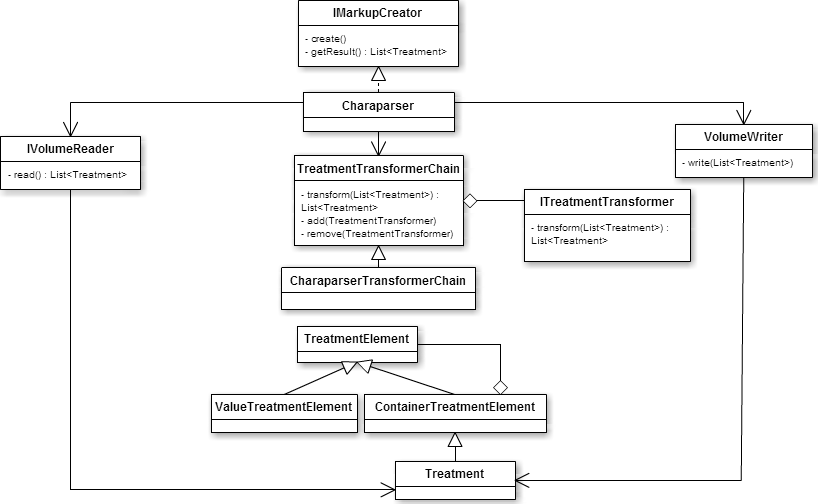 IMarkupCreator
- create()
- getResult() : List<Treatment>
Charaparser
IVolumeReader
- read() : List<Treatment>
VolumeWriter
- write(List<Treatment>)
TreatmentTransformerChain
- transform(List<Treatment>) :
List<Treatment>
- add(TreatmentTransformer)
- remove(TreatmentTransformer)
ITreatmentTransformer
- transform(List<Treatment>) :
List<Treatment>
CharaparserTransformerChain
TreatmentElement
ValueTreatmentElement
ContainerTreatmentElement
Treatment